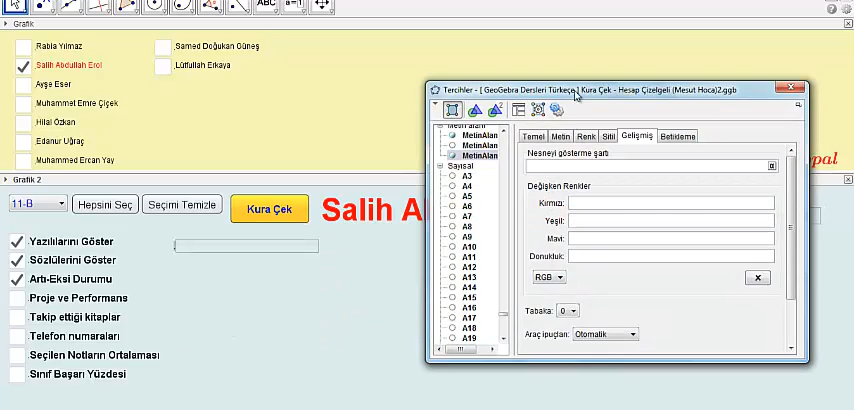 ABC
a=1
Grafik
Rabia Yılmaz
Samed Doğukan Güneş
Salih Abdullah Erol
Lütfullah Erkaya
Ayşe Eser
Muhammet Emre Çiçek
Hilal Özkan
Edanur Uğraç
Muhammed Ercan Yay
Grafik 2
11-B
Hepsini Seç
Seçimi Temizle
Kura Çek
Salih A
Yazılılarını Göster
Sözlülerini Göster
Artı-Eksi Durumu
Proje ve Performans
Takip ettiği kitaplar
Telefon numaraları
Seçilen Notların Ortalaması
Sınıf Başarı Yüzdesi
Tercihler - [ GeoGebra Dersleri Türkçe ] Kura Çek - Hesap Çizelgeli (Mesut Hoca)2.ggb
MetinAlan
MetinAlan
MetinAlan
Sayısal
A3
A4
A5
A6
A7
A8
A9
A10
A11
A12
A13
A14
A15
A16
A17
A18
A19
Temel Metin Renk Sitil Gelişmiş Betikleme
Nesneyi gösterme şartı
Değişken Renkler
Kırmızı:
Yeşil:
Mavi:
Donukluk:
RGB
X
Tabaka: 0
Araç ipuçları: Otomatik
pal